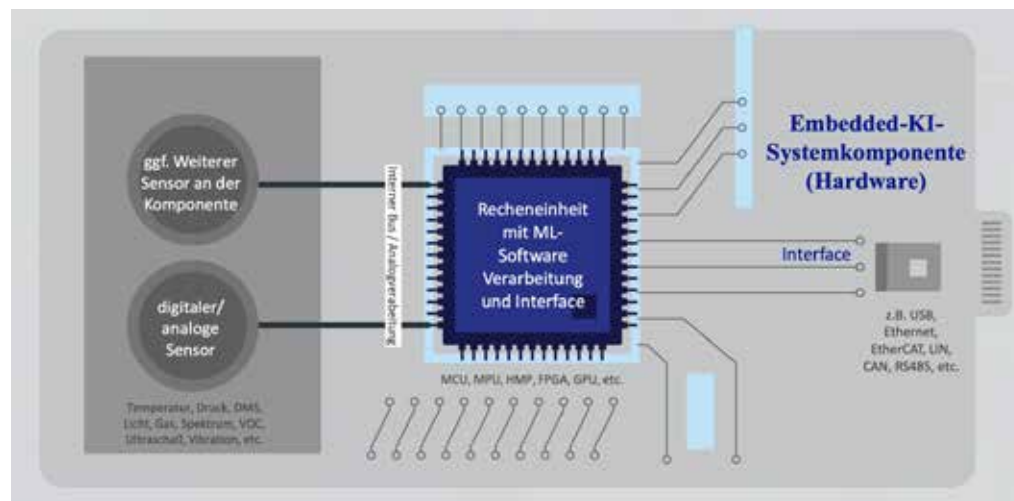 ggf. Weiterer
Sensor an der
Komponente
digitaler/
analoge
Sensor
Temperatur, Druck, DMS,
Licht, Gas, Spektrum, VOC,
Ultraschall, Vibration, etc.
Interner Bus / Analogverabeitung
Recheneinheit
mit ML-
Software
Verarbeitung
und Interface
MCU, MPU, HMP, FPGA, GPU, etc.
Embedded-KI-
Systemkomponente
(Hardware)
Interface
z.B. USB,
Ethernet,
EtherCAT, LIN,
CAN, RS485, etc.